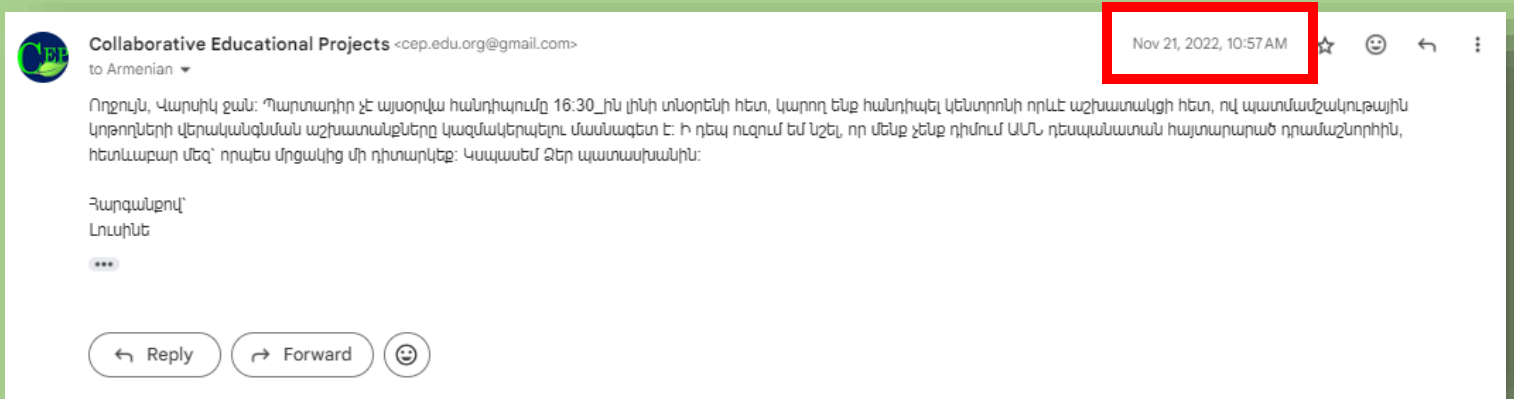 CEP
Collaborative Educational Projects <cep.edu.org@gmail.com>
Nov 21, 2022, 10:57 AM
to Armenian
Ողջույն, Վարսիկ ջան: Պարտադիր չէ այսօրվա հանդիպումը 16:30_ին լինի տնօրենի հետ, կարող ենք հանդիպել կենտրոնի որևէ աշխատակցի հետ, ով պատմամշակութային
կոթողների վերականգնման աշխատանքները կազմակերպելու մասնագետ է: Ի դեպ ուզում եմ նշել, որ մենք չենք դիմում ԱՄՆ դեսպանատան հայտարարած դրամաշնորհին,
հետևաբար մեզ՝ որպես մրցակից մի դիտարկեք: Կսպասեմ Ձեր պատասխանին:
Հարգանքով՝
Լուսինե
Reply
Forward